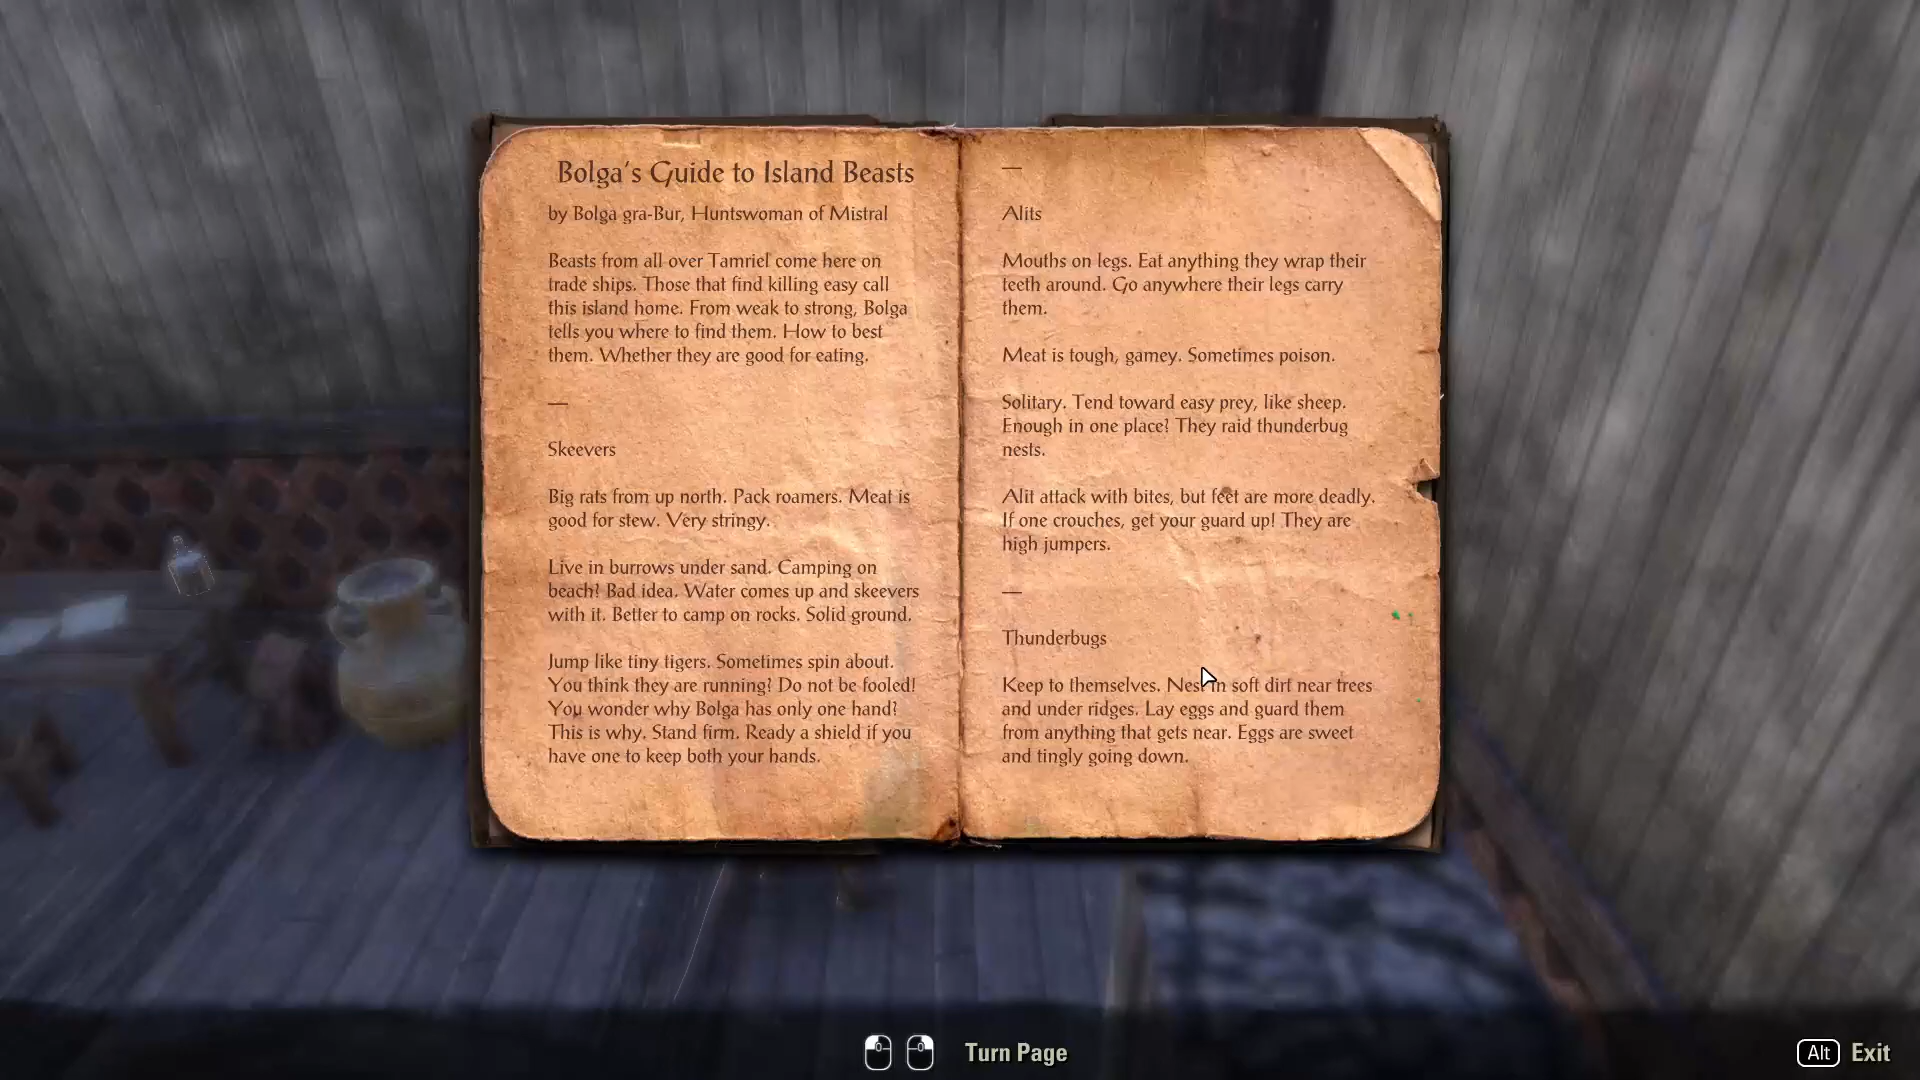 Bolga's Guide to Island Beasts
by Bolga gra-Bur, Huntswoman of Mistral
Beasts from all over Tamriel come here on
trade ships. Those that find killing easy call
this island home. From weak to strong, Bolga
tells you where to find them. How to best
them. Whether they are good for eating.
—
Skeevers
Big rats from up north. Pack roamers. Meat is
good for stew. Very stringy.
Live in burrows under sand. Camping on
beach? Bad idea. Water comes up and skeevers
with it. Better to camp on rocks. Solid ground.
Jump like tiny tigers. Sometimes spin about.
You think they are running? Do not be fooled!
You wonder why Bolga has only one hand?
This is why. Stand firm. Ready a shield if you
have one to keep both your hands.
—
Alits
Mouths on legs. Eat anything they wrap their
teeth around. Go anywhere their legs carry
them.
Meat is tough, gamey. Sometimes poison.
Solitary. Tend toward easy prey, like sheep.
Enough in one place? They raid thunderbug
nests.
Alit attack with bites, but feet are more deadly.
If one crouches, get your guard up! They are
high jumpers.
—
Thunderbugs
Keep to themselves. Nest in soft dirt near trees
and under ridges. Lay eggs and guard them
from anything that gets near. Eggs are sweet
and tingly going down.
Turn Page
Alt Exit